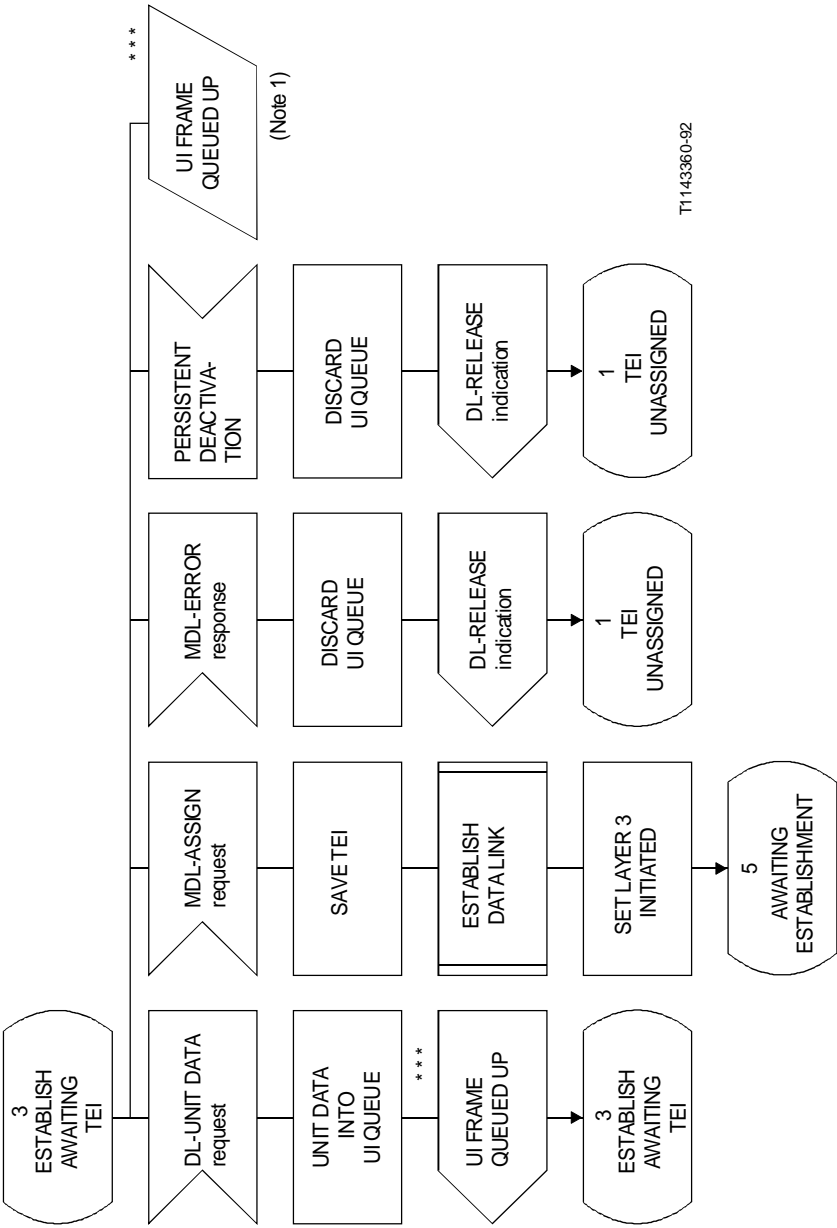 3
ESTABLISH
AWAITING
TEI
DL-UNIT DATA
request
UNIT DATA
INTO
UI QUEUE
* * *
UI FRAME
QUEUED UP
3
ESTABLISH
AWAITING
TEI
MDL-ASSIGN
request
SAVE TEI
ESTABLISH
DATA LINK
SET LAYER 3
INITIATED
5
AWAITING
ESTABLISHMENT
MDL-ERROR
response
DISCARD
UI QUEUE
DL-RELEASE
indication
1
TEI
UNASSIGNED
PERSISTENT
DEACTIVA-
TION
DISCARD
UI QUEUE
DL-RELEASE
indication
1
TEI
UNASSIGNED
* * *
UI FRAME
QUEUED UP
(Note 1)
T1143360-92